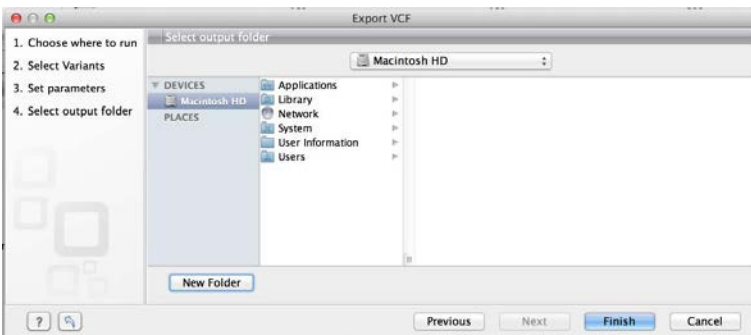 Export VCF
1. Choose where to run
2. Select Variants
3. Set parameters
4. Select output folder
Select output folder
Macintosh HD
DEVICES
Macintosh HD
PLACES
Applications
Library
Network
System
User Information
Users
New Folder
?
Previous
Next
Finish
Cancel